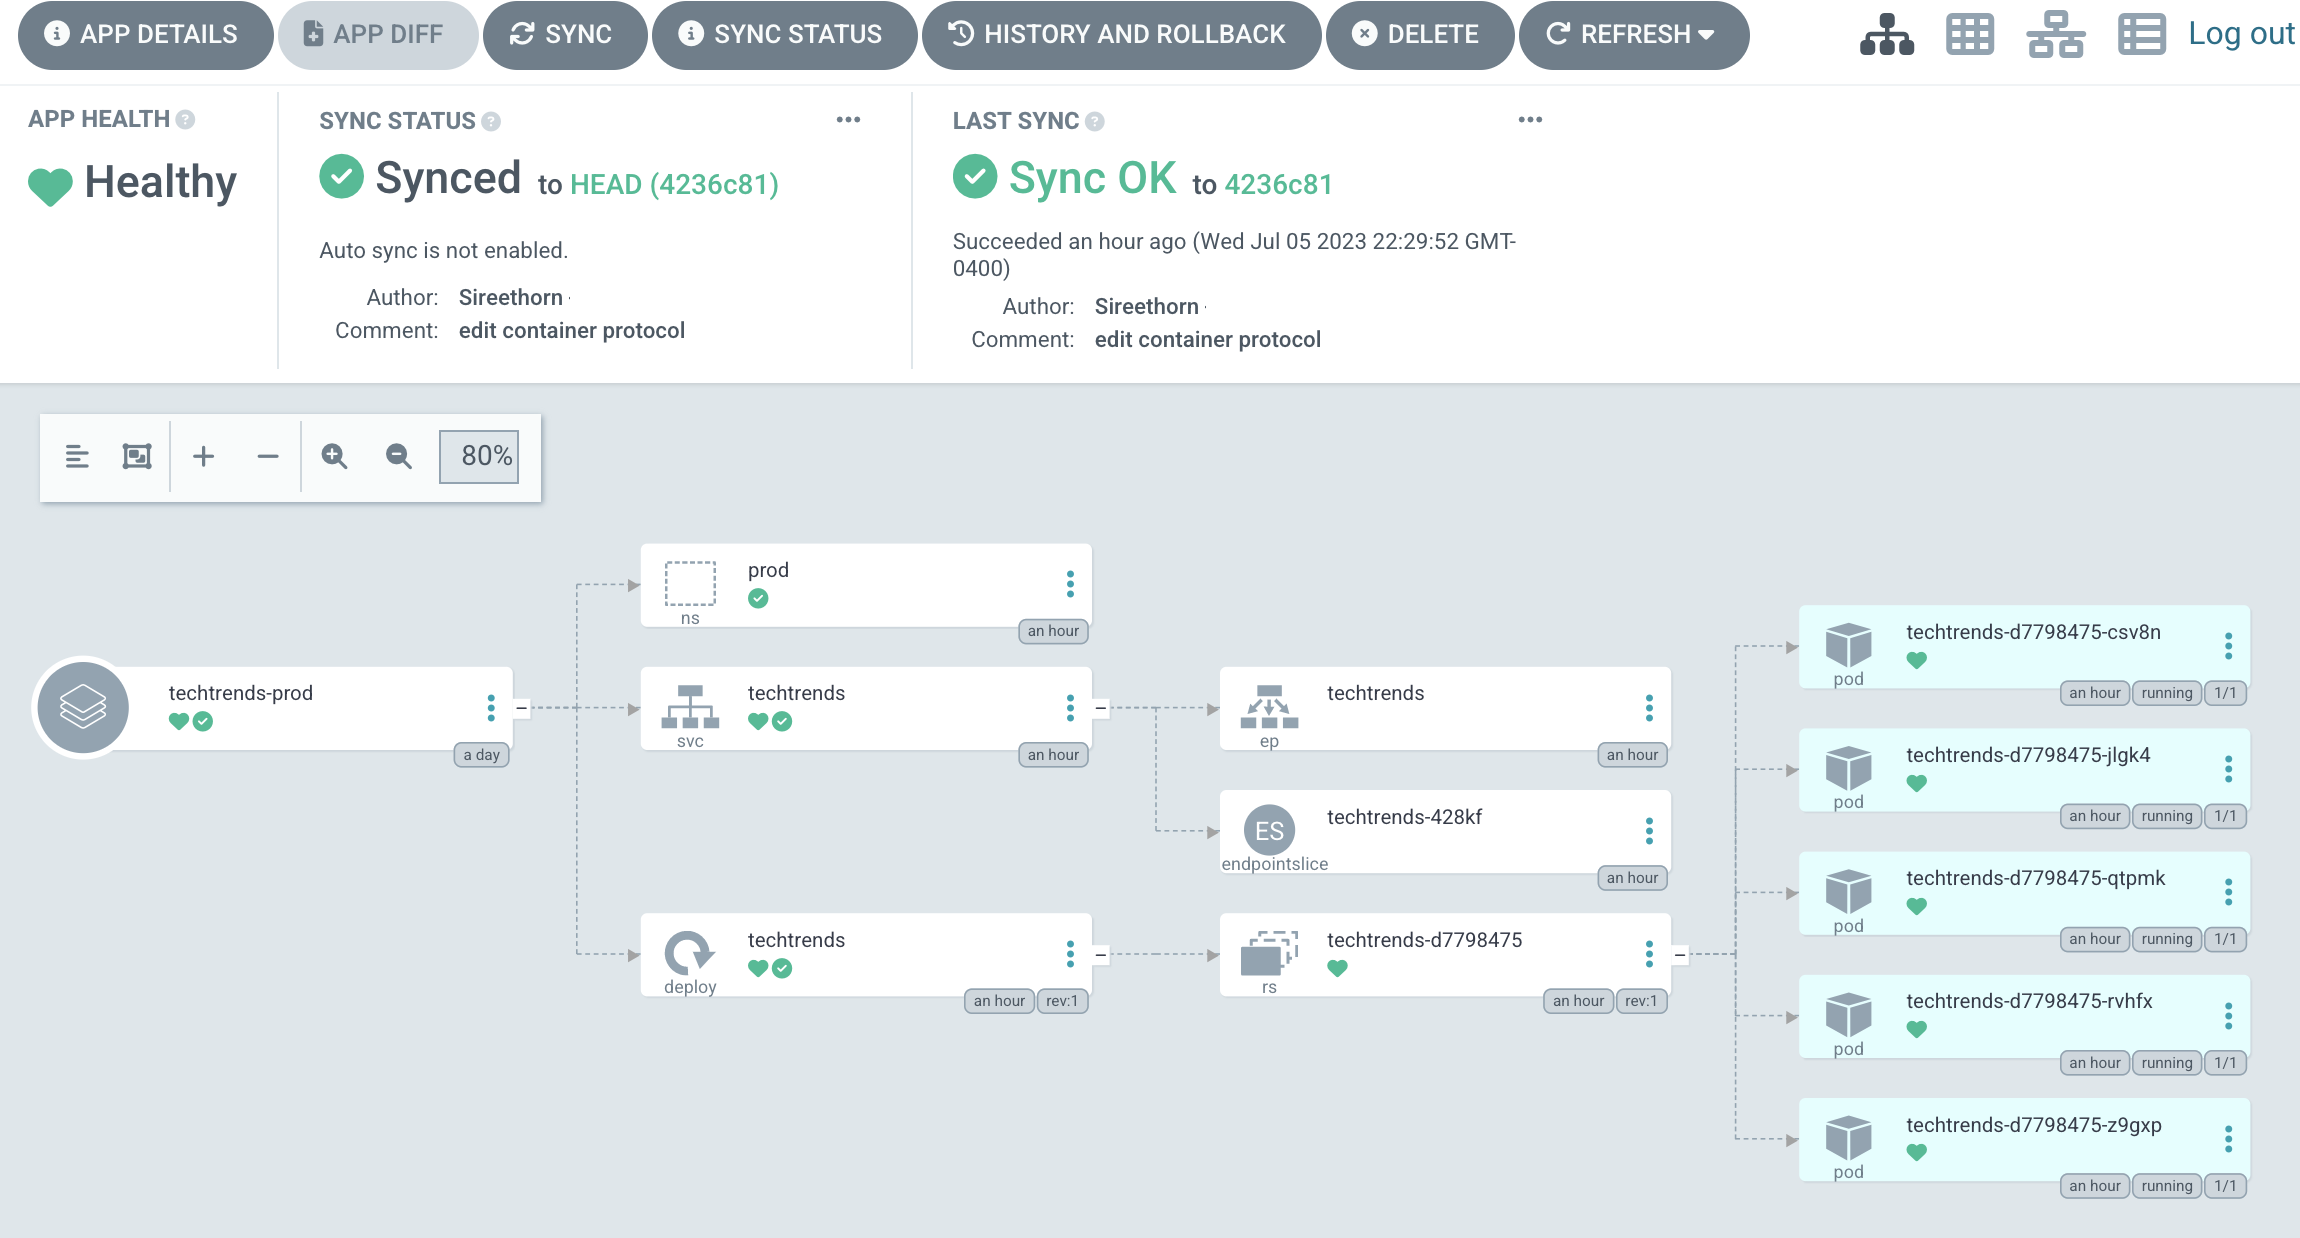 APP DETAILS
APP DIFF
SYNC
SYNC STATUS
HISTORY AND ROLLBACK
DELETE
REFRESH
Log out
APP HEALTH
Healthy
SYNC STATUS
Synced to HEAD (4236c81)
Auto sync is not enabled.
Author: Sireethorn
Comment: edit container protocol
LAST SYNC
Sync OK to 4236c81
Succeeded an hour ago (Wed Jul 05 2023 22:29:52 GMT-
0400)
Author: Sireethorn
Comment: edit container protocol
80%
techtrends-prod
a day
prod
ns
an hour
techtrends
svc
an hour
techtrends
deploy
an hour rev:1
techtrends
ep
an hour
ES
techtrends-428kf
endpointslice
an hour
techtrends-d7798475
rs
an hour rev:1
techtrends-d7798475-csv8n
pod
an hour running 1/1
techtrends-d7798475-jlgk4
pod
an hour running 1/1
techtrends-d7798475-qtpmk
pod
an hour running 1/1
techtrends-d7798475-rvhfx
pod
an hour running 1/1
techtrends-d7798475-z9gxp
pod
an hour running 1/1